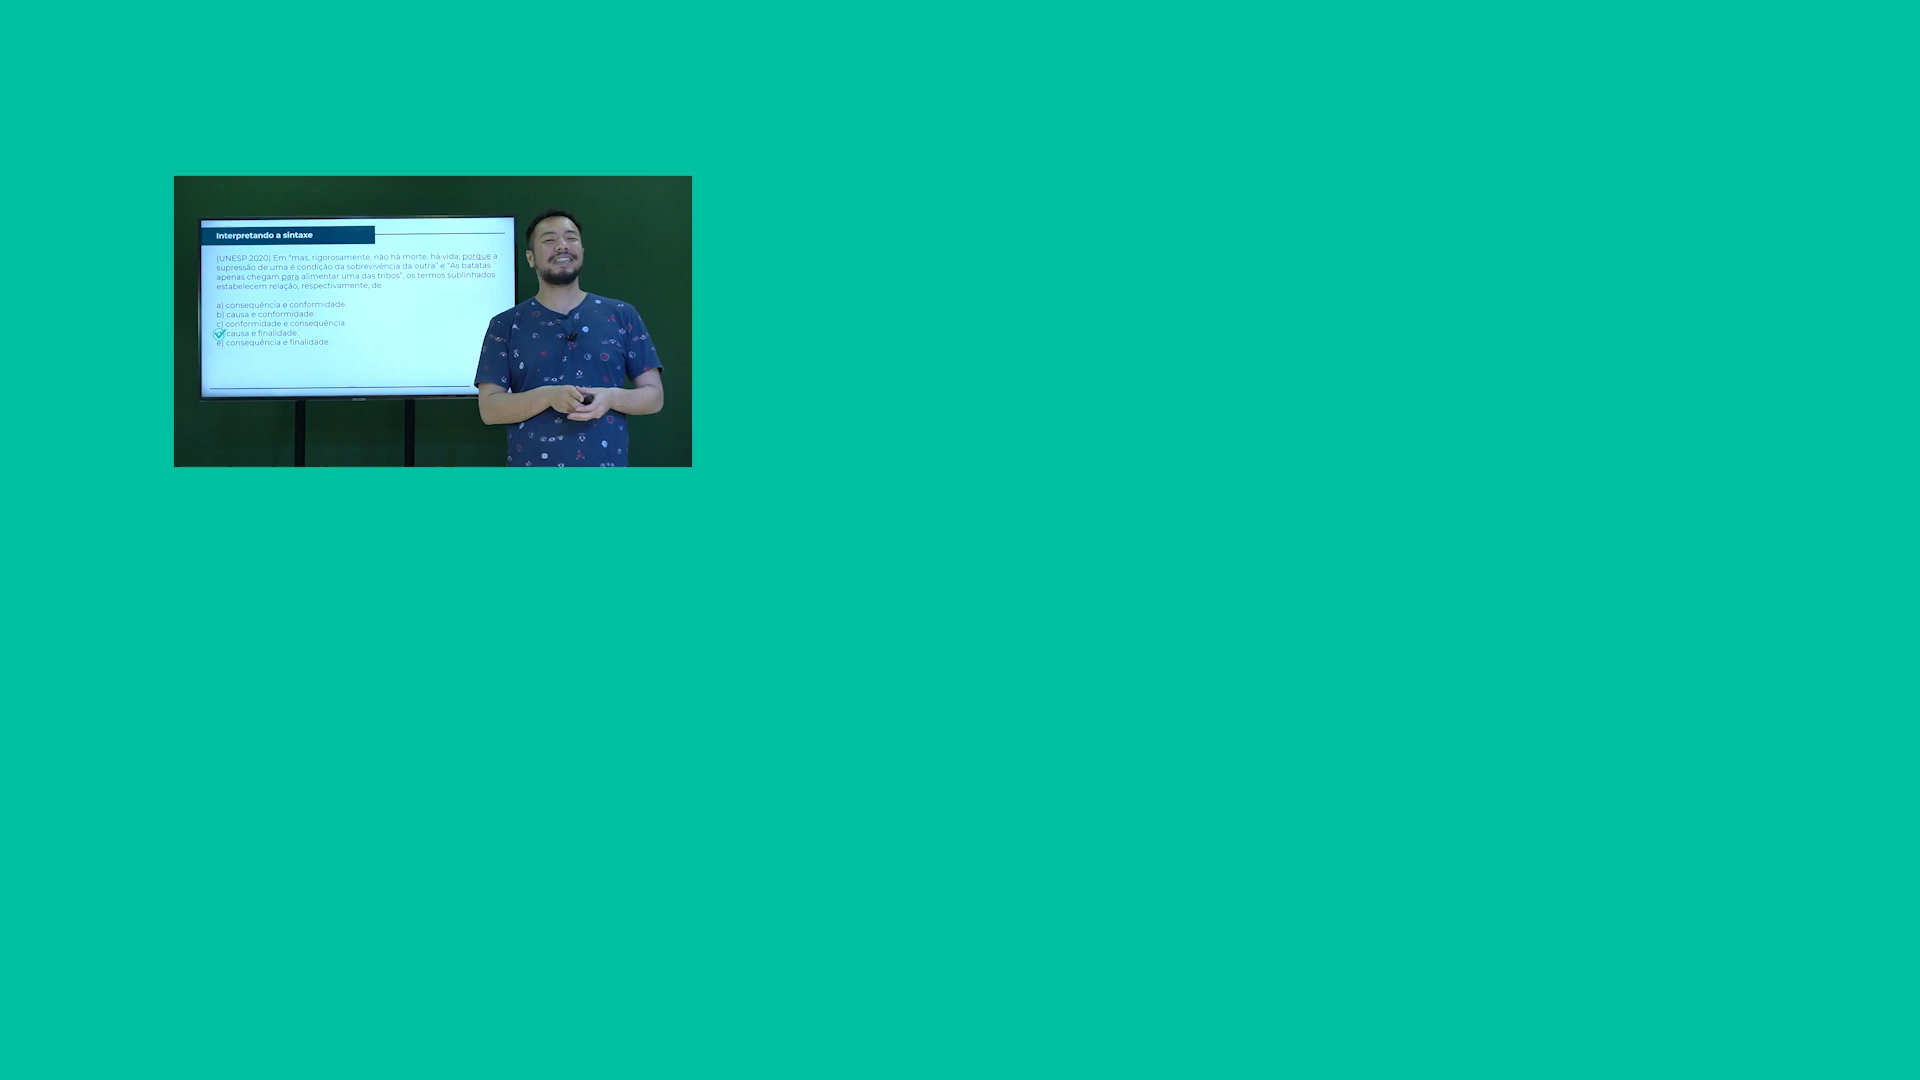 Interpretando a sintaxe
(UNESP 2020) Em "mas, rigorosamente, não há morte, há vida, porque a
supressão de uma é condição da sobrevivência da outra" e "As batatas
apenas chegam para alimentar uma das tribos", os termos sublinhados
estabelecem relação, respectivamente, de
a) consequência e conformidade.
b) causa e conformidade.
c) conformidade e consequência.
causa e finalidade.
e) consequência e finalidade.